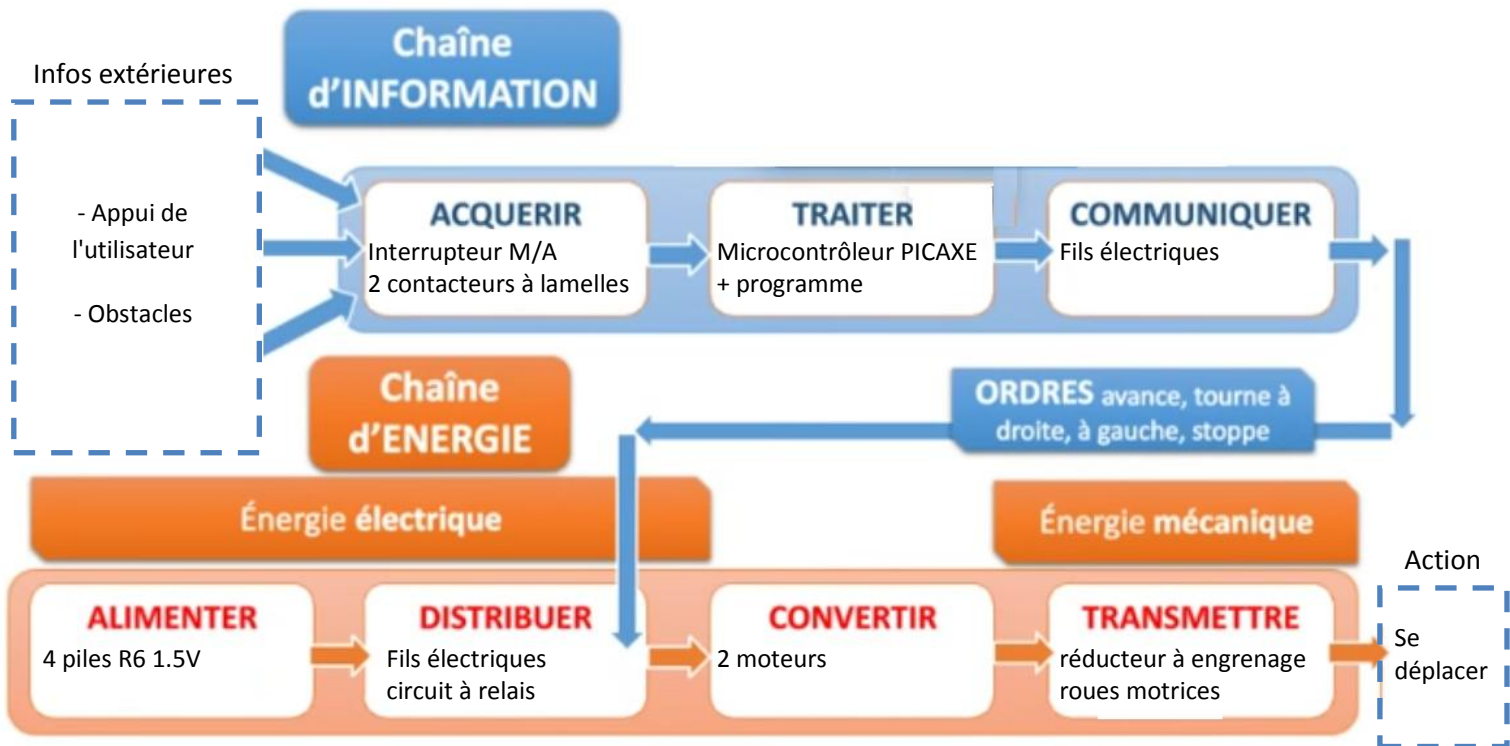 Chaîne
d'INFORMATION
Infos extérieures
- Appui de
l'utilisateur
- Obstacles
ACQUERIR
Interrupteur M/A
2 contacteurs à lamelles
TRAITER
Microcontrôleur PICAXE
+ programme
COMMUNIQUER
Fils électriques
ORDRES avance, tourne à
droite, à gauche, stoppe
Chaîne
d'ENERGIE
Énergie électrique
Énergie mécanique
ALIMENTER
4 piles R6 1.5V
DISTRIBUER
Fils électriques
circuit à relais
CONVERTIR
2 moteurs
TRANSMETTRE
réducteur à engrenage
roues motrices
Action
Se
déplacer